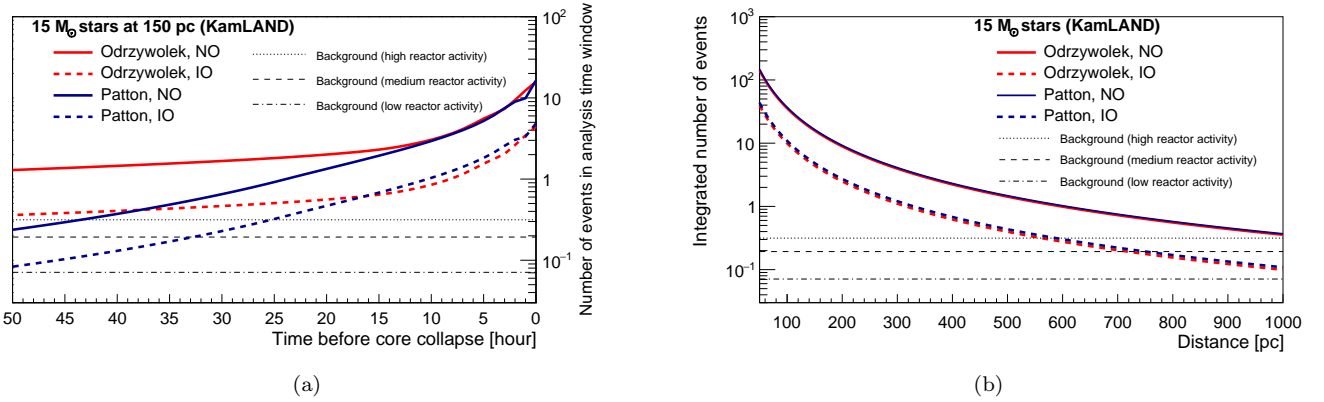 15 M⊙ stars at 150 pc (KamLAND)
Odrzywolek, NO
Odrzywolek, IO
Patton, NO
Patton, IO
Background (high reactor activity)
Background (medium reactor activity)
Background (low reactor activity)
10²
10
1
10⁻¹
Number of events in analysis time window
50 45 40 35 30 25 20 15 10 5 0
Time before core collapse [hour]
(a)
15 M⊙ stars (KamLAND)
Odrzywolek, NO
Odrzywolek, IO
Patton, NO
Patton, IO
Background (high reactor activity)
Background (medium reactor activity)
Background (low reactor activity)
10³
10²
10
1
10⁻¹
Integrated number of events
100 200 300 400 500 600 700 800 900 1000
Distance [pc]
(b)